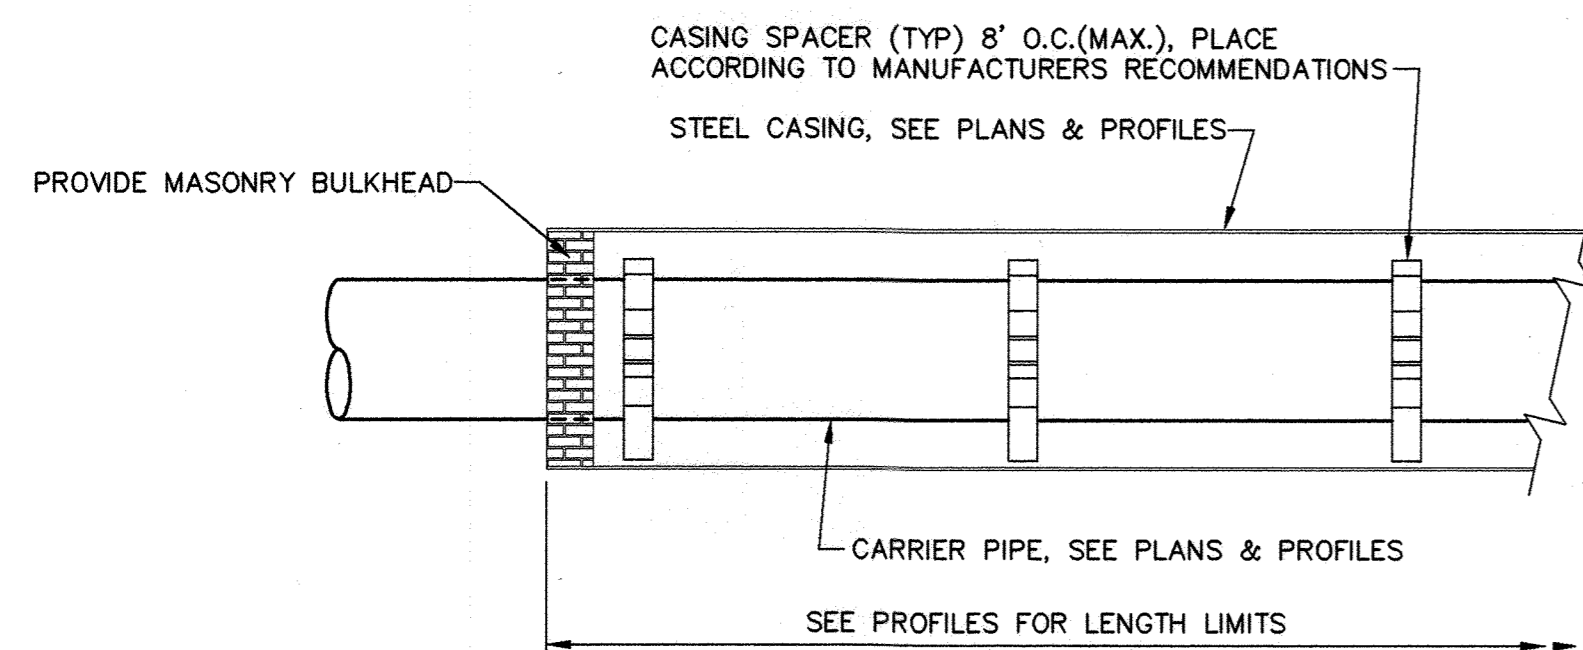 CASING SPACER (TYP) 8' O.C.(MAX.), PLACE
ACCORDING TO MANUFACTURERS RECOMMENDATIONS
STEEL CASING, SEE PLANS & PROFILES
PROVIDE MASONRY BULKHEAD
CARRIER PIPE, SEE PLANS & PROFILES
SEE PROFILES FOR LENGTH LIMITS